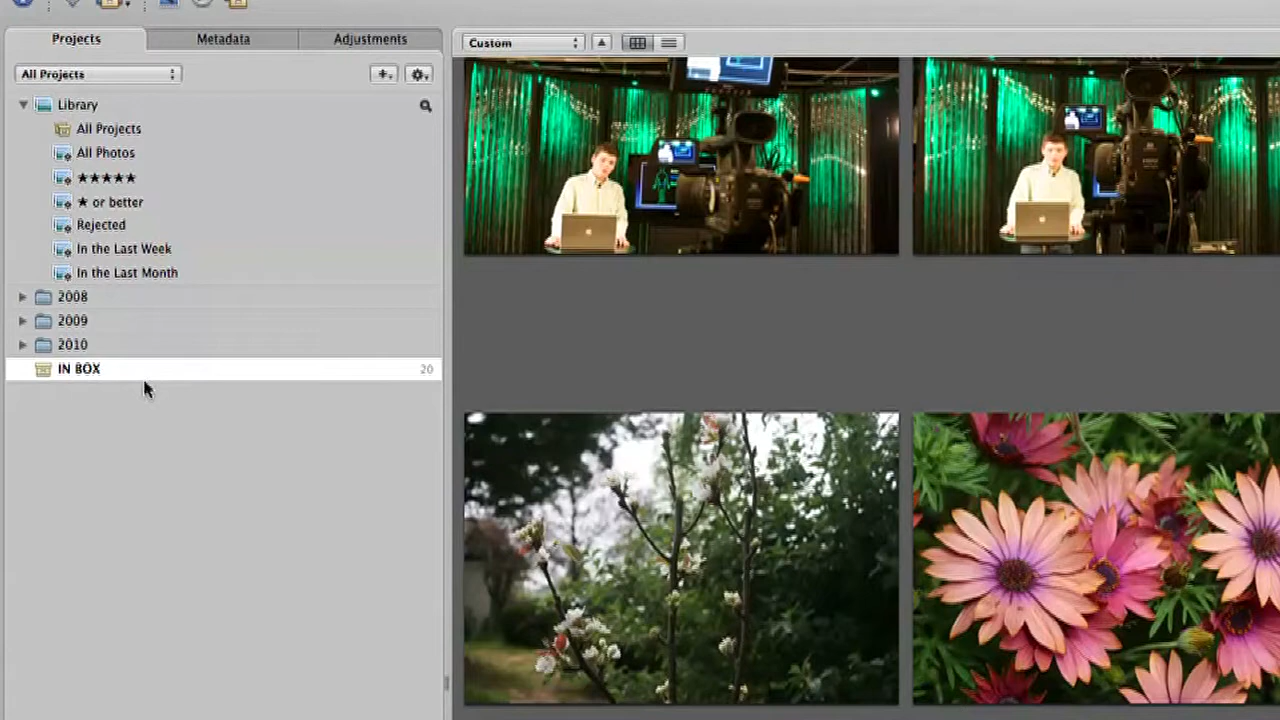 Projects
Metadata
Adjustments
All Projects
Library
All Projects
All Photos
★★★★★
★ or better
Rejected
In the Last Week
In the Last Month
2008
2009
2010
IN BOX
20
Custom